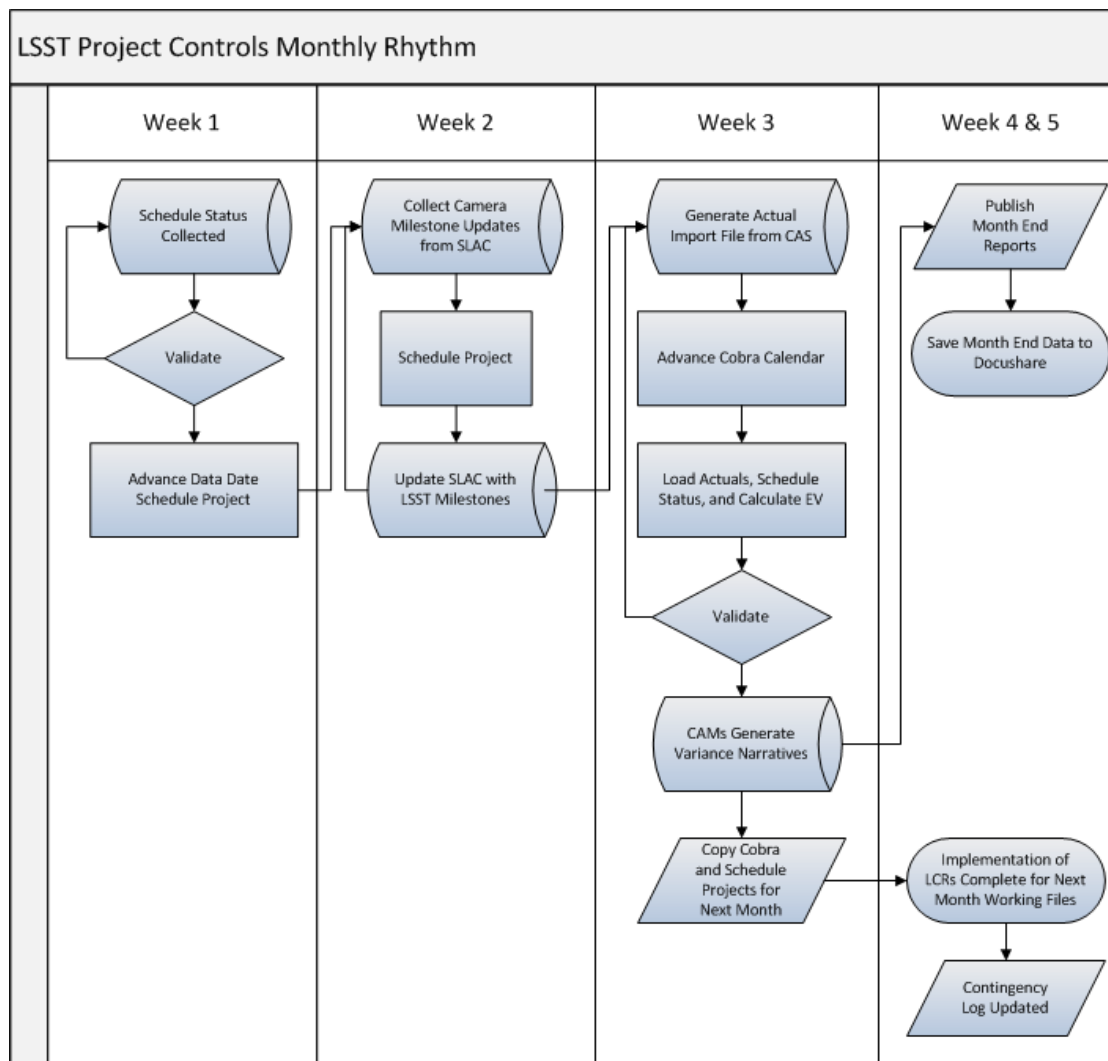 LSST Project Controls Monthly Rhythm
Week 1
Week 2
Week 3
Week 4 & 5
Schedule Status
Collected
Validate
Advance Data Date
Schedule Project
Collect Camera
Milestone Updates
from SLAC
Schedule Project
Update SLAC with
LSST Milestones
Generate Actual
Import File from CAS
Advance Cobra Calendar
Load Actuals, Schedule
Status, and Calculate EV
Validate
CAMs Generate
Variance Narratives
Copy Cobra
and Schedule
Projects for
Next Month
Publish
Month End
Reports
Save Month End Data to
Docushare
Implementation of
LCRs Complete for Next
Month Working Files
Contingency
Log Updated